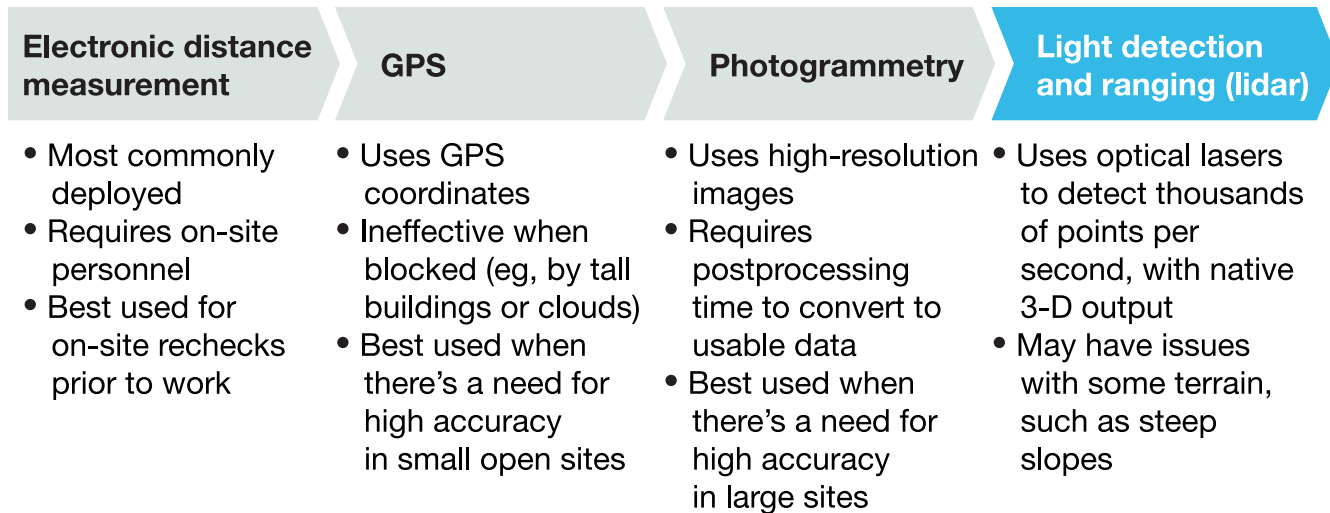 Electronic distance
measurement
GPS
Photogrammetry
Light detection
and ranging (lidar)
• Most commonly
deployed
• Requires on-site
personnel
• Best used for
on-site rechecks
prior to work
• Uses GPS
coordinates
• Ineffective when
blocked (eg, by tall
buildings or clouds)
• Best used when
there's a need for
high accuracy
in small open sites
• Uses high-resolution
images
• Requires
postprocessing
time to convert to
usable data
• Best used when
there's a need for
high accuracy
in large sites
• Uses optical lasers
to detect thousands
of points per
second, with native
3-D output
• May have issues
with some terrain,
such as steep
slopes